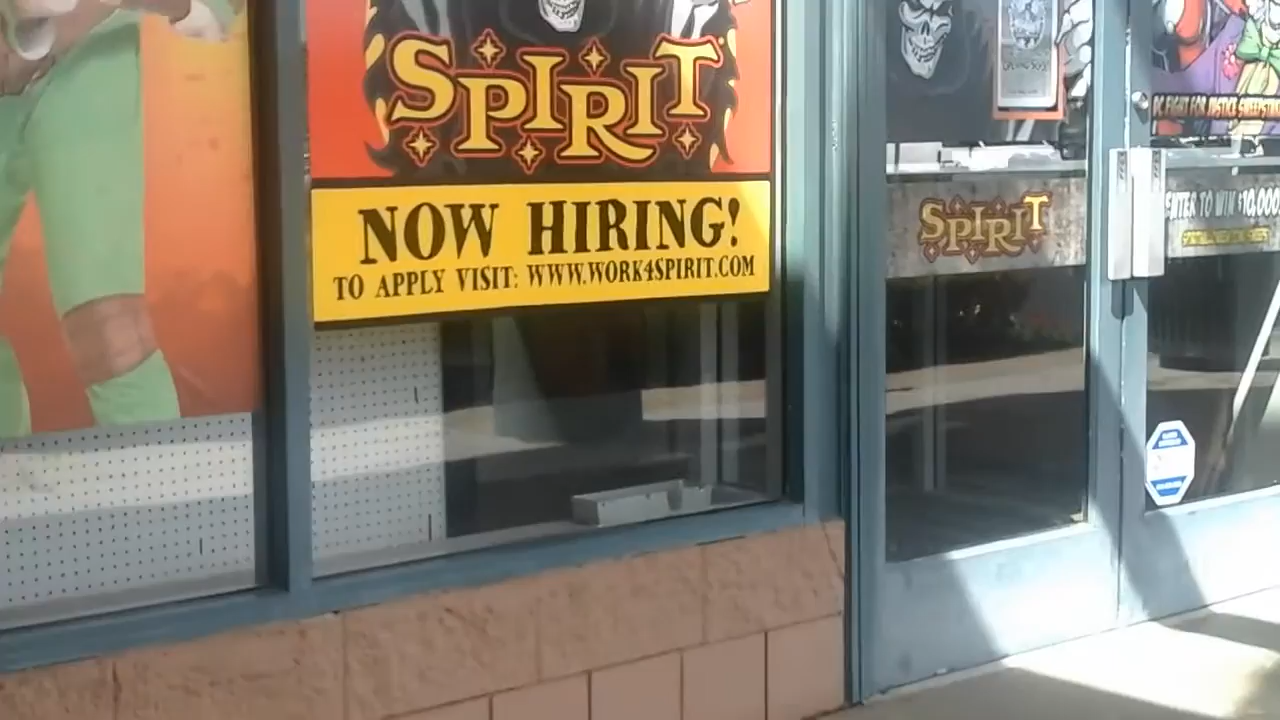 SPIRIT
NOW HIRING!
TO APPLY VISIT: WWW.WORK4SPIRIT.COM
SPIRIT
DC FIGHT FOR JUSTICE SWEEPSTAKES
ENTER TO WIN $10,000